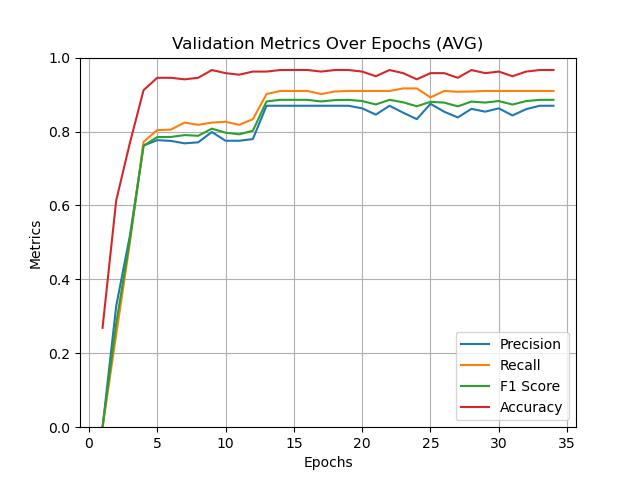 Validation Metrics Over Epochs (AVG)
1.0
0.8
0.6
0.4
0.2
0.0
Metrics
Precision
Recall
F1 Score
Accuracy
0 5 10 15 20 25 30 35
Epochs